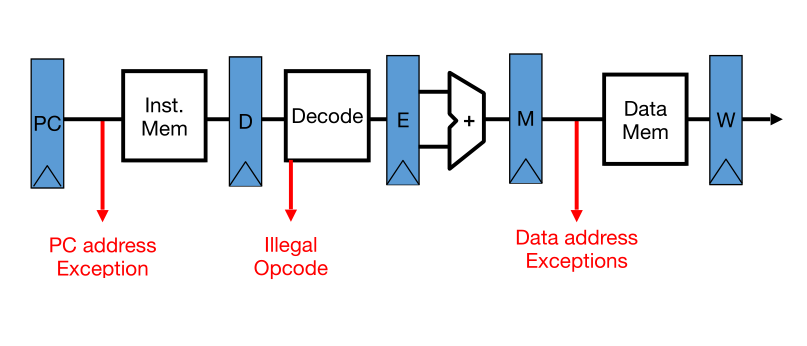 PC
Inst.
Mem
D
Decode
E
+
M
Data
Mem
W
PC address
Exception
Illegal
Opcode
Data address
Exceptions